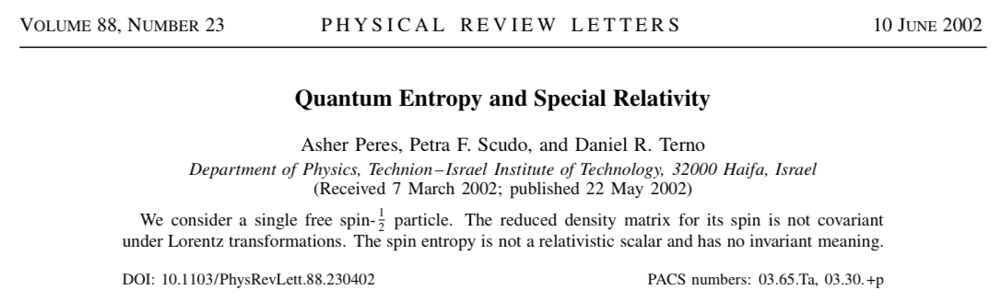 VOLUME 88, NUMBER 23 PHYSICAL REVIEW LETTERS 10 JUNE 2002
Quantum Entropy and Special Relativity
Asher Peres, Petra F. Scudo, and Daniel R. Terno
Department of Physics, Technion–Israel Institute of Technology, 32000 Haifa, Israel
(Received 7 March 2002; published 22 May 2002)
We consider a single free spin-½ particle. The reduced density matrix for its spin is not covariant
under Lorentz transformations. The spin entropy is not a relativistic scalar and has no invariant meaning.
DOI: 10.1103/PhysRevLett.88.230402 PACS numbers: 03.65.Ta, 03.30.+p